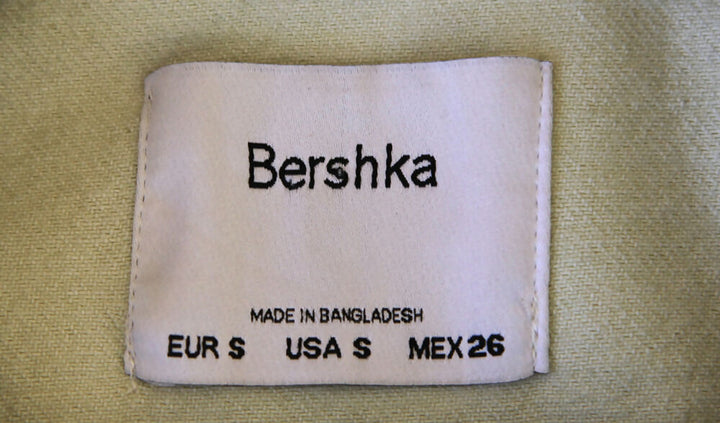 Bershka
MADE IN BANGLADESH
EUR S USA S MEX 26